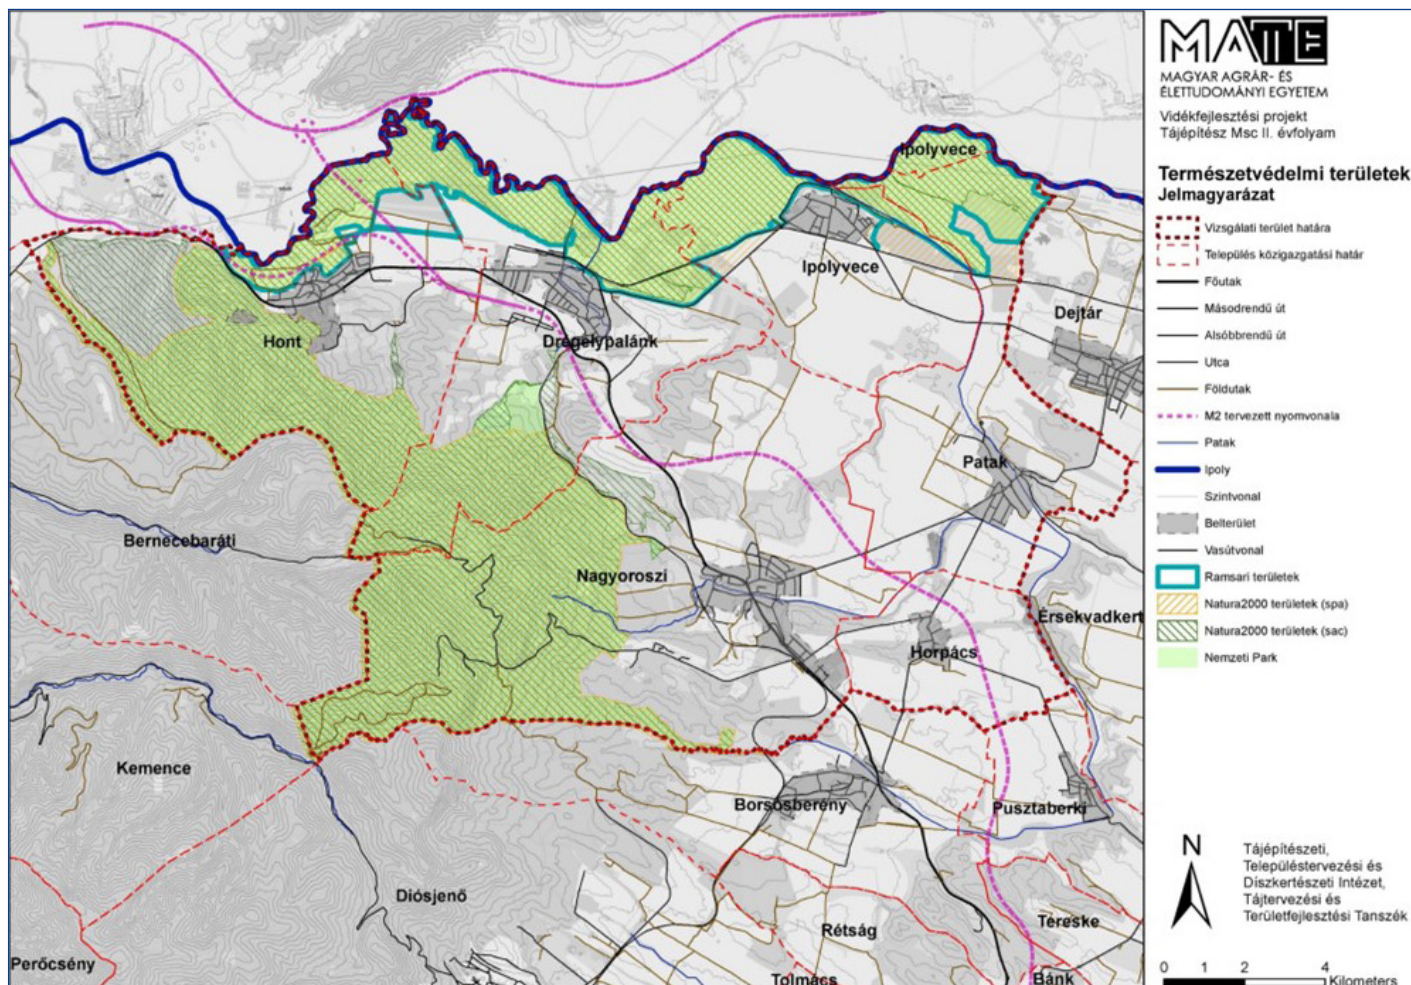 Ipolyvece
Ipolyvece
Dejtár
Hont
Drégelypalánk
Patak
Bernecebaráti
Nagyoroszi
Érsekvadkert
Horpács
Kemence
Borsosberény
Pusztaberki
Diósjenő
Tereske
Rétság
Perőcsény
Tolmács
Bánk
MATE
MAGYAR AGRÁR- ÉS
ÉLETTUDOMÁNYI EGYETEM
Vidékfejlesztési projekt
Tájépítész Msc II. évfolyam
Természetvédelmi területek
Jelmagyarázat
Vizsgálati terület határa
Település közigazgatási határ
Főutak
Másodrendű út
Alsóbbrendű út
Utca
Földutak
M2 tervezett nyomvonala
Patak
Ipoly
Szintvonal
Belterület
Vasútvonal
Ramsari területek
Natura2000 területek (spa)
Natura2000 területek (sac)
Nemzeti Park
N
Tájépítészeti,
Településtervezési és
Díszkertészeti Intézet,
Tájtervezési és
Területfejlesztési Tanszék
0 1 2 4
Kilometers